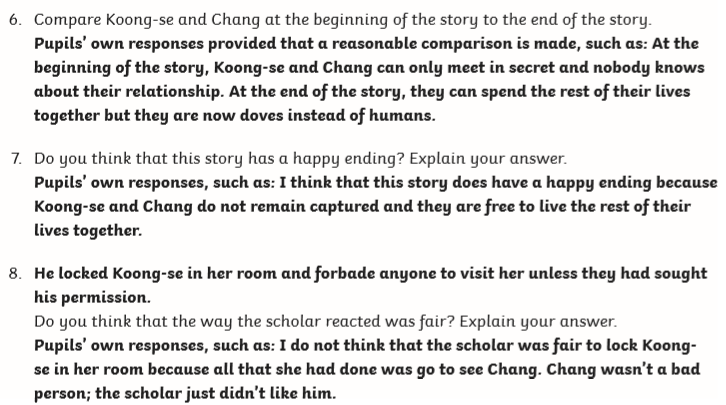 6. Compare Koong-se and Chang at the beginning of the story to the end of the story.
Pupils' own responses provided that a reasonable comparison is made, such as: At the
beginning of the story, Koong-se and Chang can only meet in secret and nobody knows
about their relationship. At the end of the story, they can spend the rest of their lives
together but they are now doves instead of humans.
7. Do you think that this story has a happy ending? Explain your answer.
Pupils' own responses, such as: I think that this story does have a happy ending because
Koong-se and Chang do not remain captured and they are free to live the rest of their
lives together.
8. He locked Koong-se in her room and forbade anyone to visit her unless they had sought
his permission.
Do you think that the way the scholar reacted was fair? Explain your answer.
Pupils' own responses, such as: I do not think that the scholar was fair to lock Koong-
se in her room because all that she had done was go to see Chang. Chang wasn't a bad
person; the scholar just didn't like him.